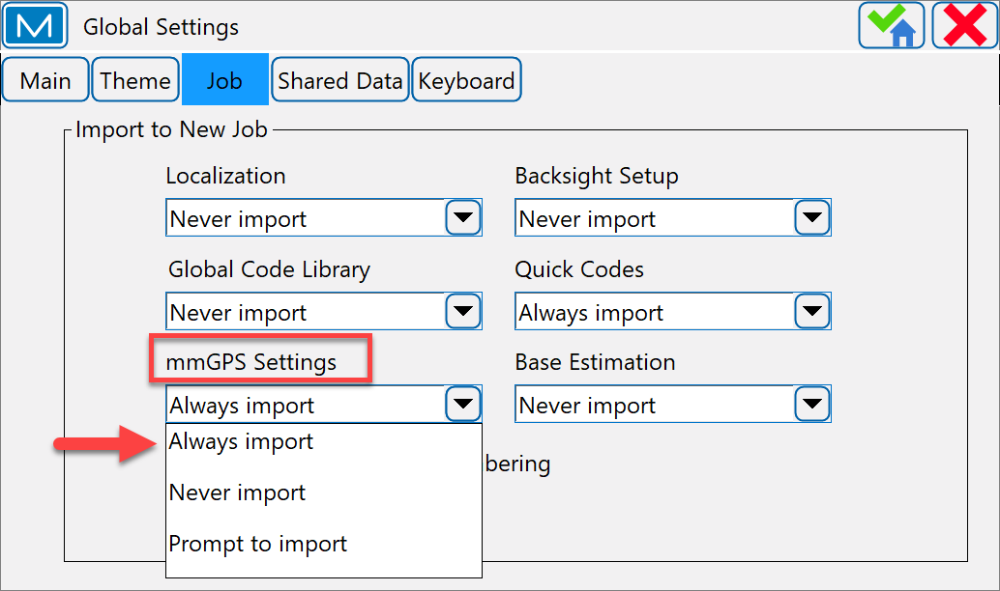 Global Settings
Main Theme Job Shared Data Keyboard
Import to New Job
Localization Backsight Setup
Never import Never import
Global Code Library Quick Codes
Never import Always import
mmGPS Settings Base Estimation
Always import Never import
Always import
bering
Never import
Prompt to import